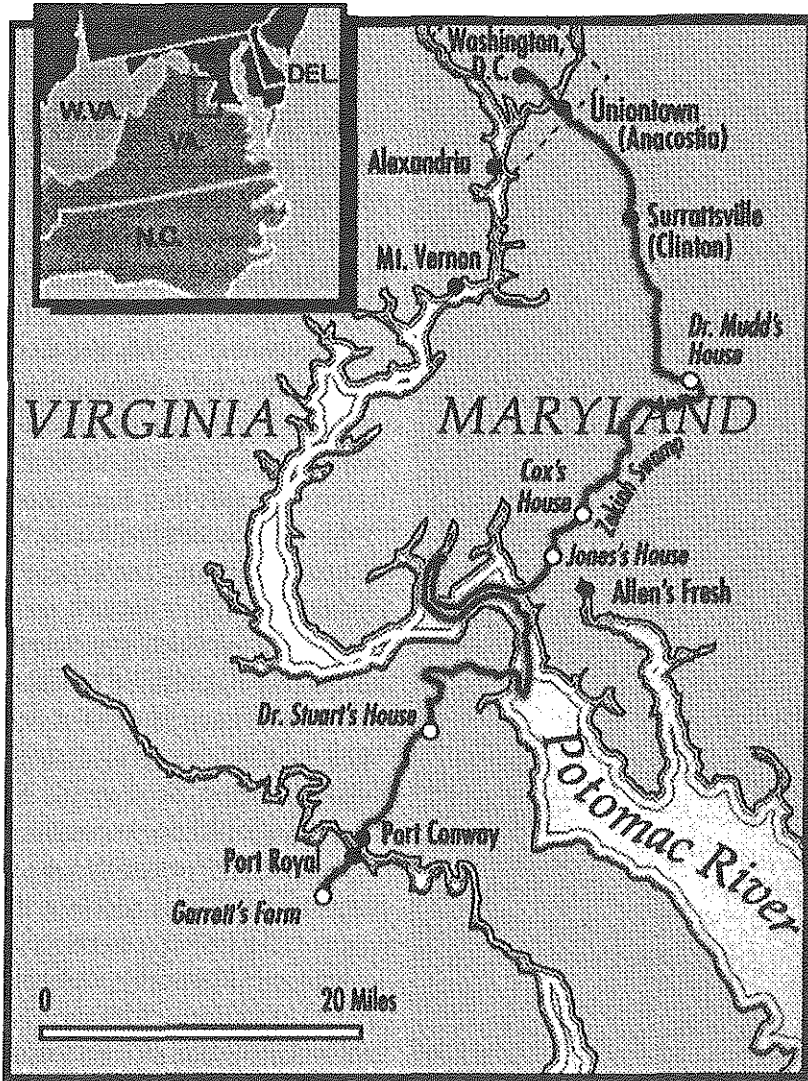 W.VA.
VA.
DEL.
N.C.
Washington,
D.C.
Uniontown
(Anacostia)
Alexandria
Surrattsville
(Clinton)
Mt. Vernon
Dr. Mudd's
House
VIRGINIA
MARYLAND
Cox's
House
Zekiah Swamp
Jones's House
Allen's Fresh
Dr. Stuart's House
Potomac River
Port Conway
Port Royal
Garrett's Farm
0
20 Miles